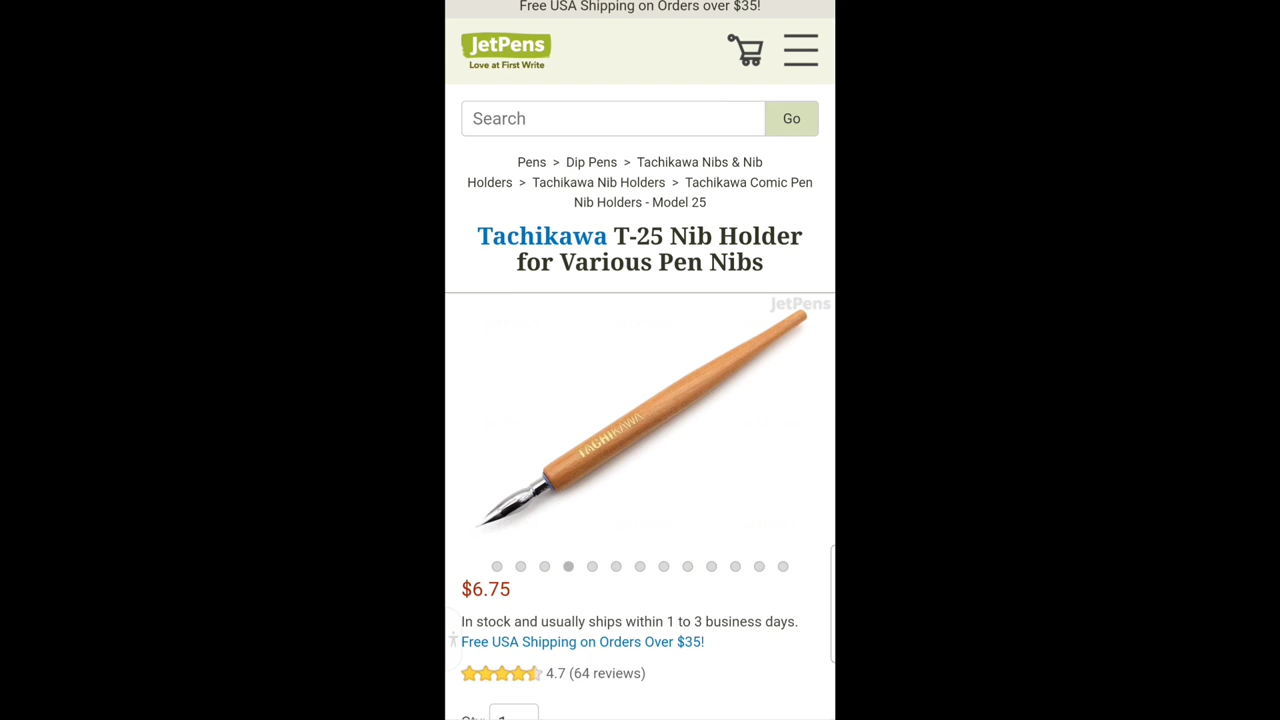 Free USA Shipping on Orders over $35!
JetPens
Love at First Write
Search
Go
Pens > Dip Pens > Tachikawa Nibs & Nib
Holders > Tachikawa Nib Holders > Tachikawa Comic Pen
Nib Holders - Model 25
Tachikawa T-25 Nib Holder
for Various Pen Nibs
JetPens
TACHIKAWA
$6.75
In stock and usually ships within 1 to 3 business days.
Free USA Shipping on Orders Over $35!
4.7 (64 reviews)